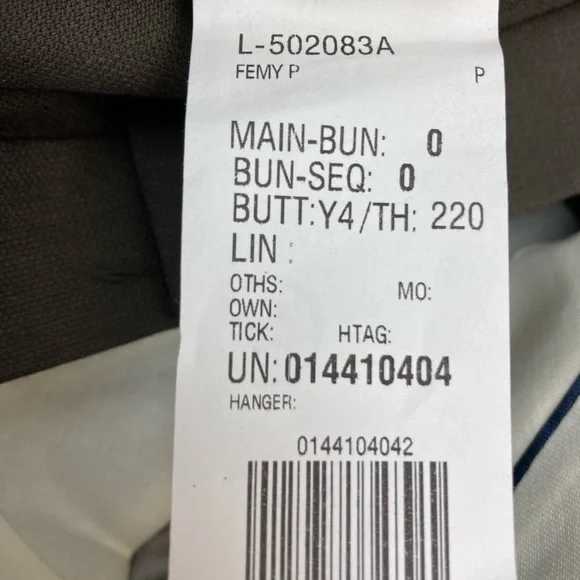 L-502083A
FEMY P P
MAIN-BUN: 0
BUN-SEQ: 0
BUTT:Y4/TH: 220
LIN :
OTHS: MO:
OWN:
TICK: HTAG:
UN:014410404
HANGER:
0144104042